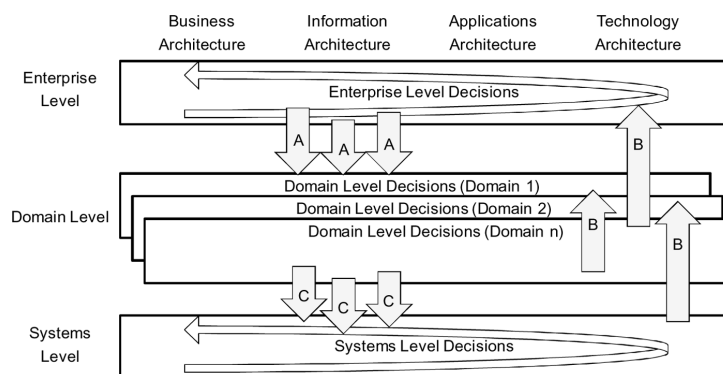 Business
Architecture
Information
Architecture
Applications
Architecture
Technology
Architecture
Enterprise
Level
Enterprise Level Decisions
A
A
A
B
Domain Level
Domain Level Decisions (Domain 1)
Domain Level Decisions (Domain 2)
Domain Level Decisions (Domain n)
B
B
C
C
C
Systems
Level
Systems Level Decisions